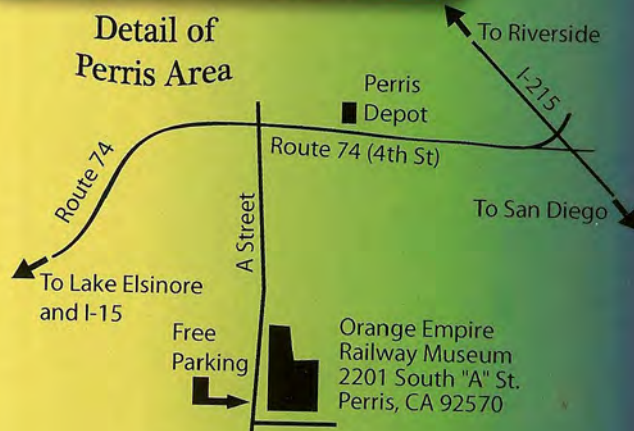 Detail of
Perris Area
To Riverside
I-215
Perris
Depot
Route 74 (4th St)
Route 74
To San Diego
A Street
To Lake Elsinore
and I-15
Free
Parking
Orange Empire
Railway Museum
2201 South "A" St.
Perris, CA 92570